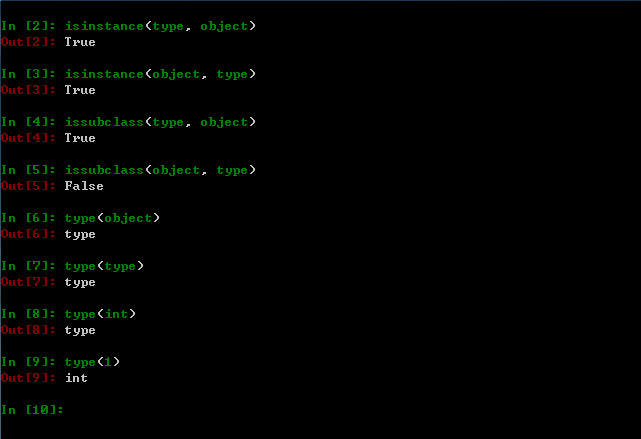 In [2]: isinstance(type, object)
Out[2]: True
In [3]: isinstance(object, type)
Out[3]: True
In [4]: issubclass(type, object)
Out[4]: True
In [5]: issubclass(object, type)
Out[5]: False
In [6]: type(object)
Out[6]: type
In [7]: type(type)
Out[7]: type
In [8]: type(int)
Out[8]: type
In [9]: type(1)
Out[9]: int
In [10]: